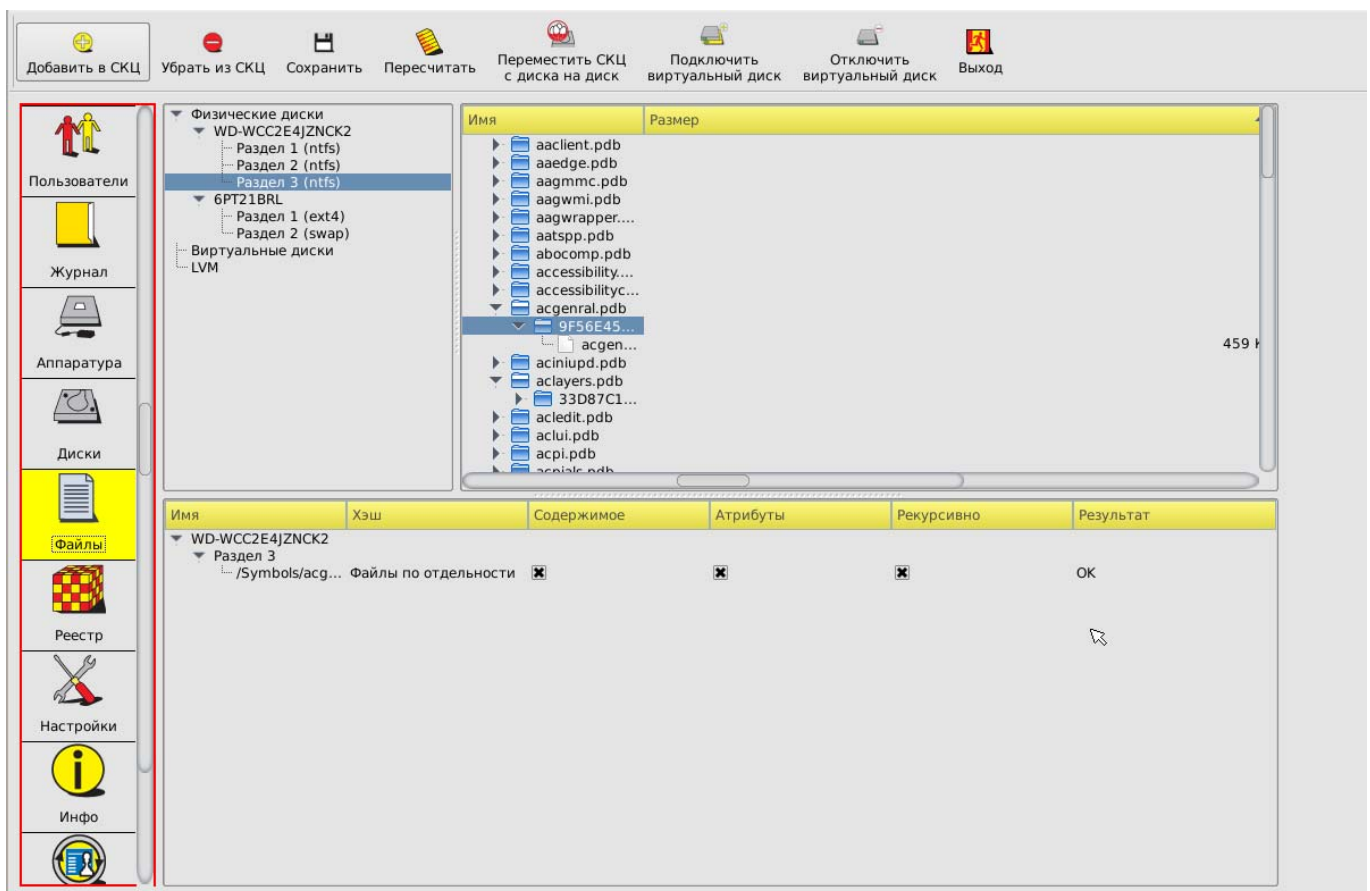 Добавить в СКЦ
Убрать из СКЦ
Сохранить
Пересчитать
Переместить СКЦ
с диска на диск
Подключить
виртуальный диск
Отключить
виртуальный диск
Выход
Пользователи
Журнал
Аппаратура
Диски
Файлы
Реестр
Настройки
Инфо
Физические диски
WD-WCC2E4JZNCK2
Раздел 1 (ntfs)
Раздел 2 (ntfs)
Раздел 3 (ntfs)
6PT21BRL
Раздел 1 (ext4)
Раздел 2 (swap)
Виртуальные диски
LVM
Имя Размер
aaclient.pdb
aaedge.pdb
aagmmc.pdb
aagwmi.pdb
aagwrapper....
aatspp.pdb
abocomp.pdb
accessibility....
accessibilityc...
acgenral.pdb
9F56E45...
acgen... 459
aciniupd.pdb
aclayers.pdb
33D87C1...
acledit.pdb
aclui.pdb
acpi.pdb
Имя Хэш Содержимое Атрибуты Рекурсивно Результат
WD-WCC2E4JZNCK2
Раздел 3
/Symbols/acg... Файлы по отдельности OK